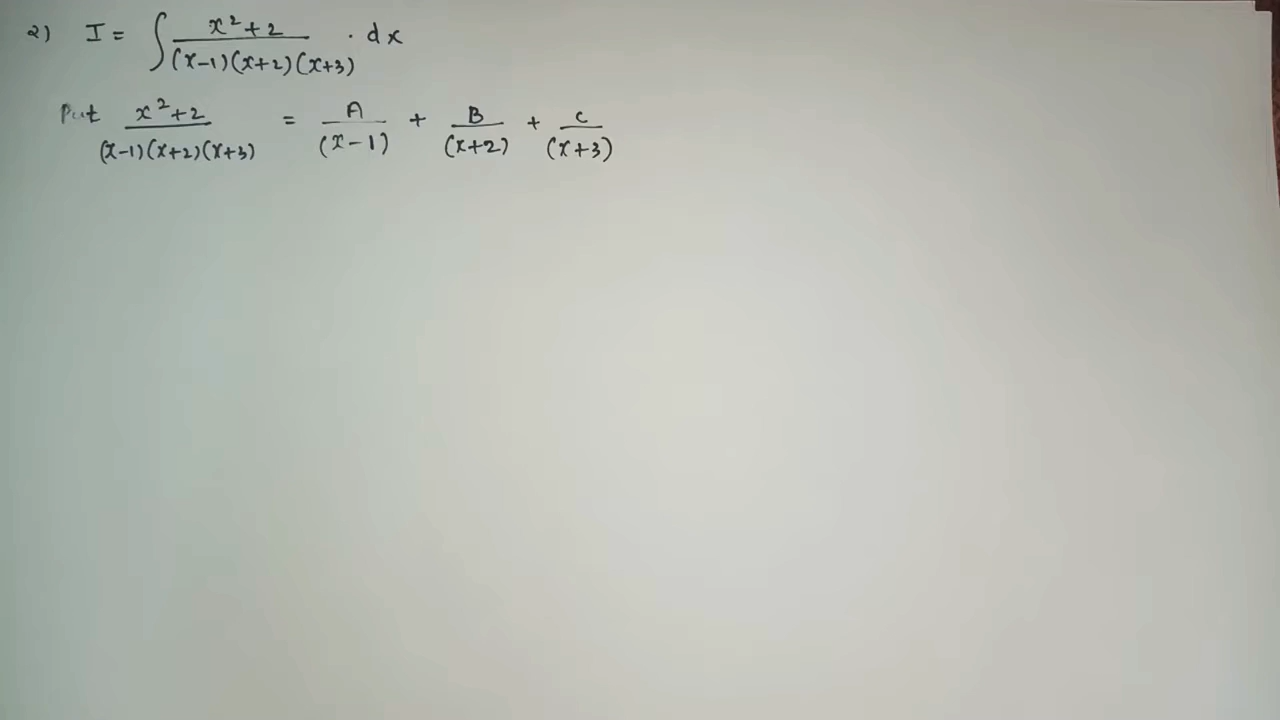 2) I = ∫ x²+2 / (x-1)(x+2)(x+3) . dx
Put x²+2 / (x-1)(x+2)(x+3) = A / (x-1) + B / (x+2) + C / (x+3)